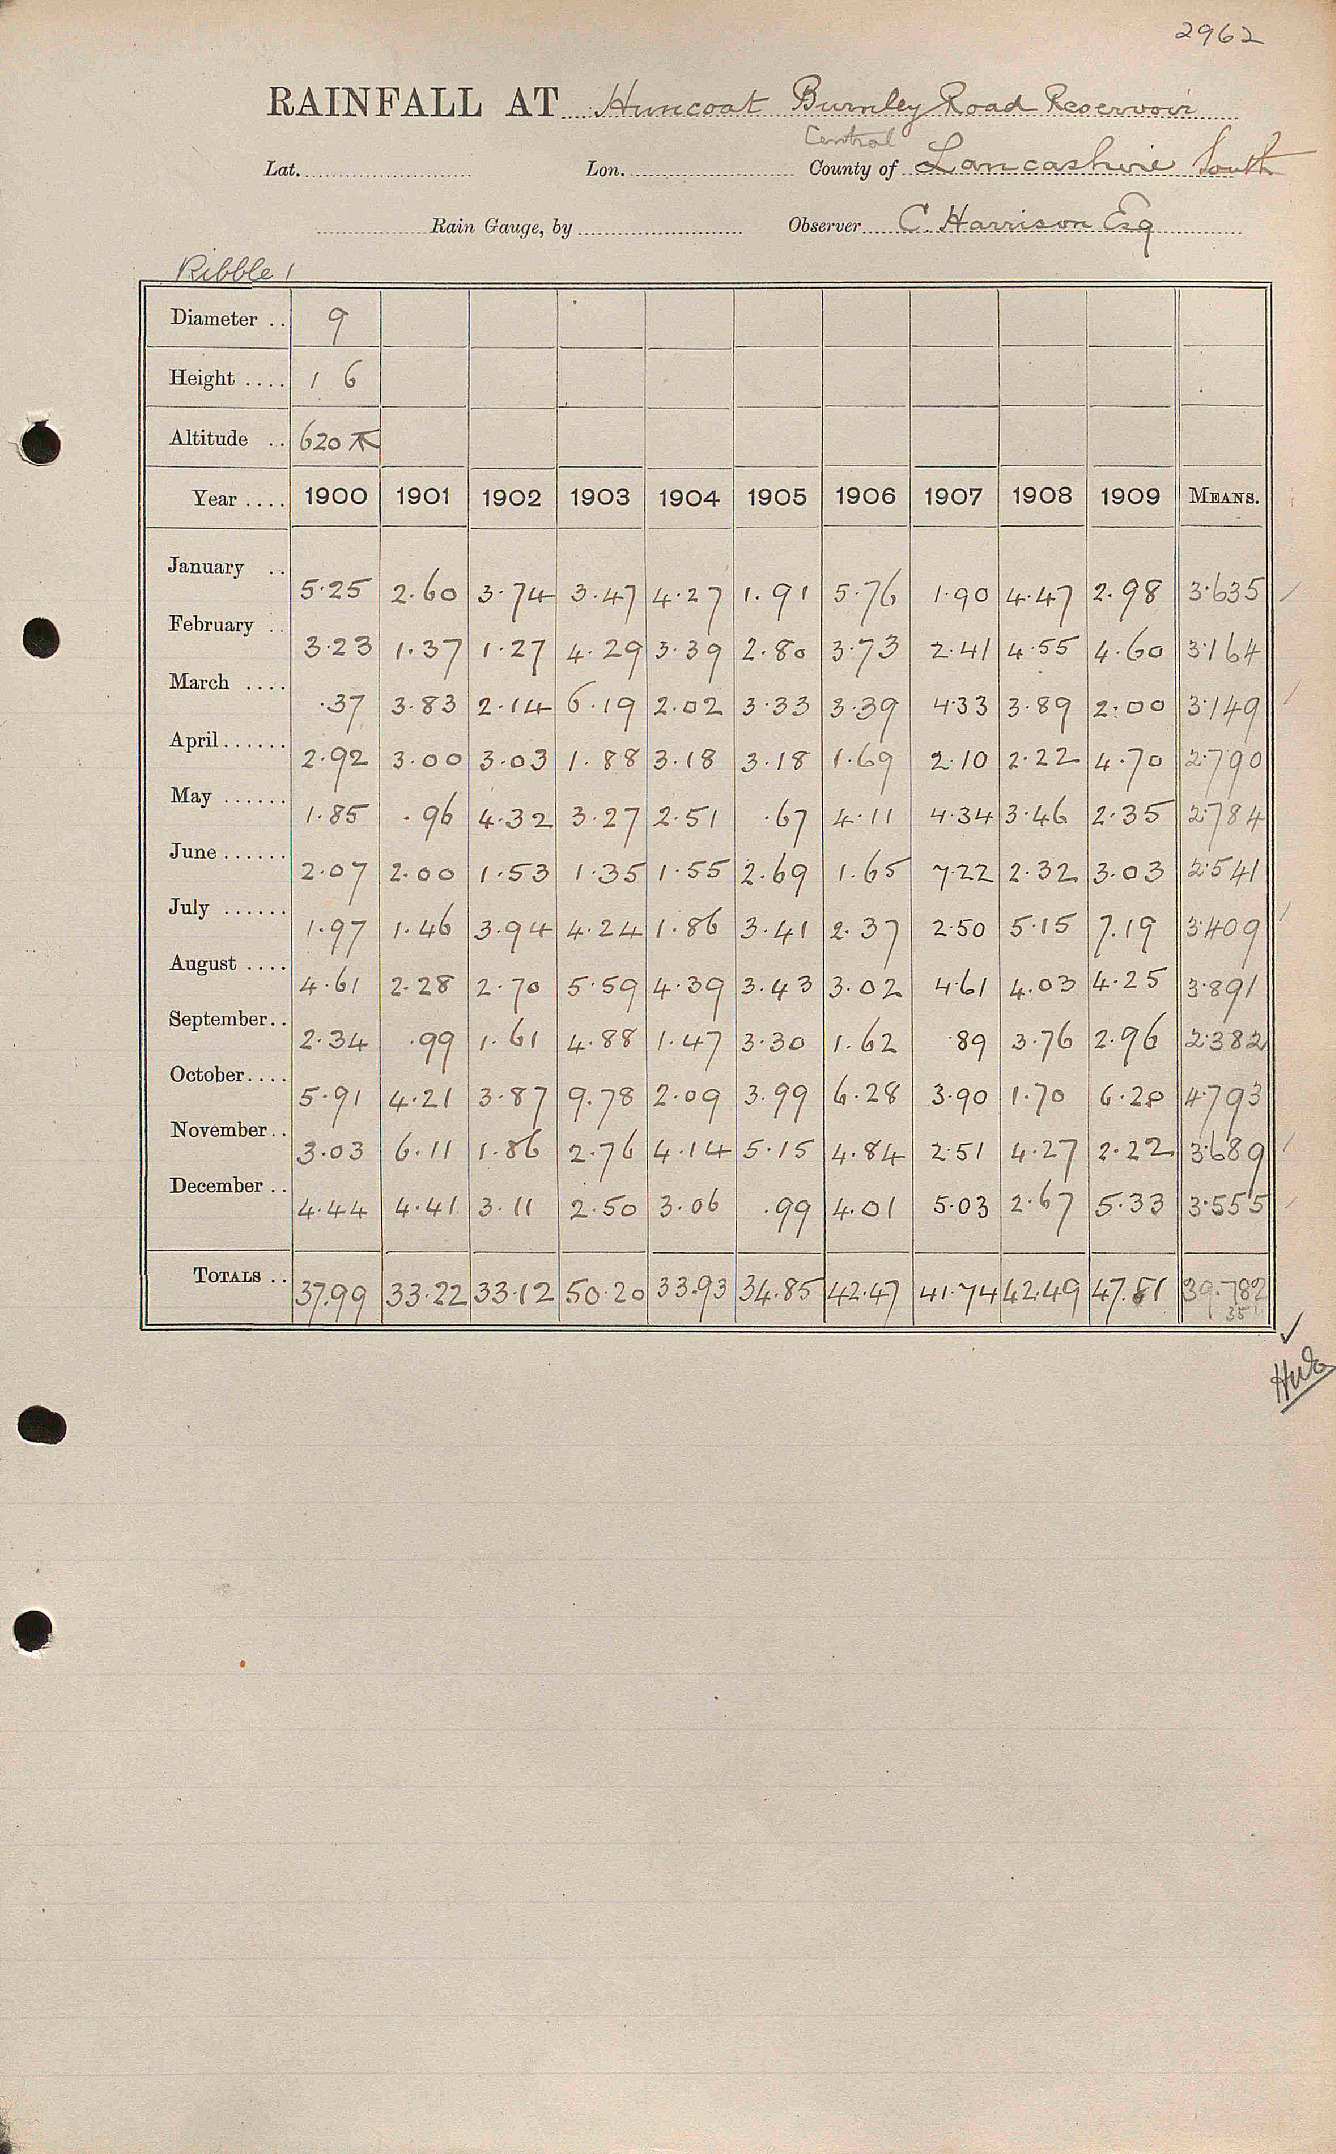 2962
RAINFALL AT Huncoat Burnley Road Reservoir
Central
Lat. Lon. County of Lancashire South
Rain Gauge, by Observer C. Harrison Esq
Ribble 1
Diameter .. 9
Height .... 1 6
Altitude .. 620
Year .... 1900 1901 1902 1903 1904 1905 1906 1907 1908 1909 MEANS.
January .. 5.25 2.60 3.74 3.47 4.27 1.91 5.76 1.90 4.47 2.98 3.635
February .. 3.23 1.37 1.27 4.29 3.39 2.80 3.73 2.41 4.55 4.60 3.164
March .... .37 3.83 2.14 6.19 2.02 3.33 3.39 4.33 3.89 2.00 3.149
April...... 2.92 3.00 3.03 1.88 3.18 3.18 1.69 2.10 2.22 4.70 2.790
May ...... 1.85 .96 4.32 3.27 2.51 .67 4.11 4.34 3.46 2.35 2.784
June ...... 2.07 2.00 1.53 1.35 1.55 2.69 1.65 7.22 2.32 3.03 2.541
July ...... 1.97 1.46 3.94 4.24 1.86 3.41 2.37 2.50 5.15 7.19 3.409
August .... 4.61 2.28 2.70 5.59 4.39 3.43 3.02 4.61 4.03 4.25 3.891
September.. 2.34 .99 1.61 4.88 1.47 3.30 1.62 .89 3.76 2.96 2.382
October.... 5.91 4.21 3.87 9.78 2.09 3.99 6.28 3.90 1.70 6.20 4.793
November.. 3.03 6.11 1.86 2.76 4.14 5.15 4.84 2.51 4.27 2.22 3.689
December .. 4.44 4.41 3.11 2.50 3.06 .99 4.01 5.03 2.67 5.33 3.555
TOTALS .. 37.99 33.22 33.12 50.20 33.93 34.85 42.47 41.74 42.49 47.81 39.782